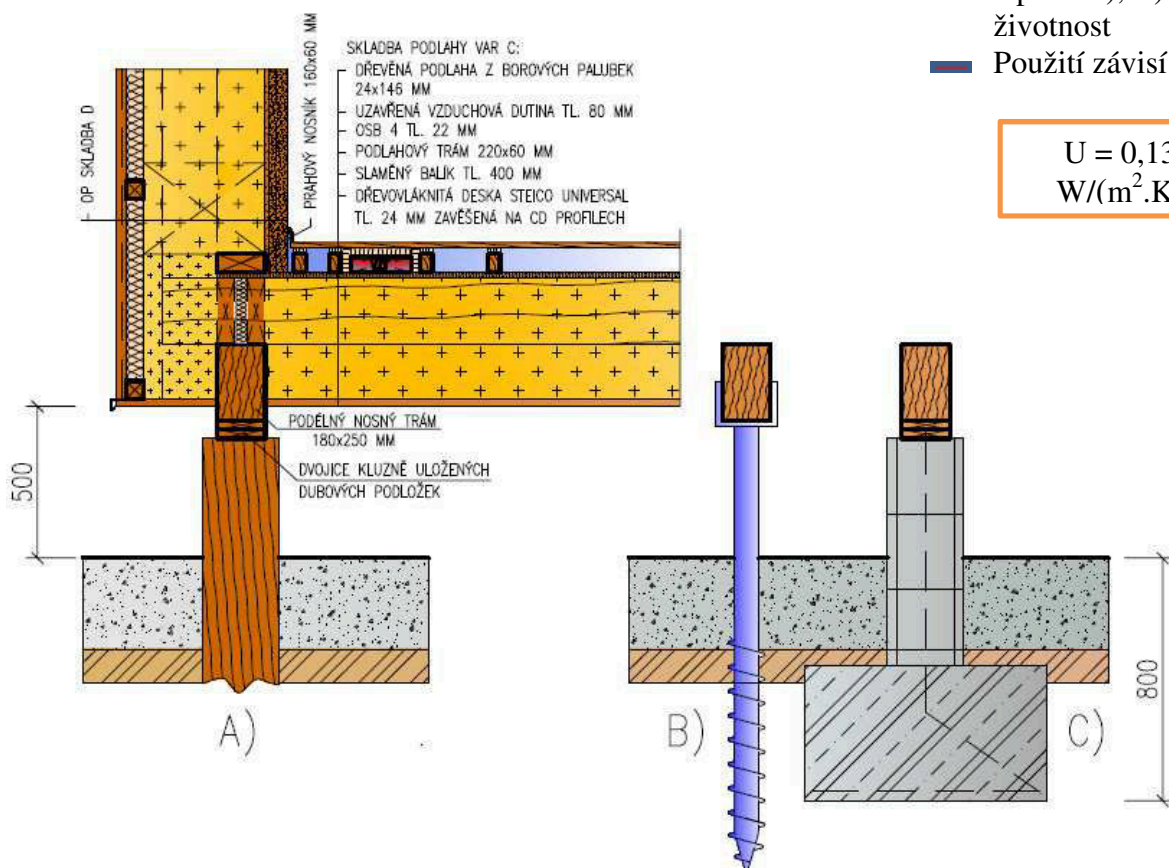 životnost
Použití závisí
U = 0,13
W/(m².K
OP SKLADBA D
PRAHOVÝ NOSNÍK 160x60 MM
SKLADBA PODLAHY VAR C:
DŘEVĚNÁ PODLAHA Z BOROVÝCH PALUBEK
24x146 MM
UZAVŘENÁ VZDUCHOVÁ DUTINA TL. 80 MM
OSB 4 TL. 22 MM
PODLAHOVÝ TRÁM 220x60 MM
SLAMĚNÝ BALÍK TL. 400 MM
DŘEVOVLÁKNITÁ DESKA STEICO UNIVERSAL
TL. 24 MM ZAVĚŠENÁ NA CD PROFILECH
PODÉLNÝ NOSNÝ TRÁM
180x250 MM
DVOJICE KLUZNĚ ULOŽENÝCH
DUBOVÝCH PODLOŽEK
500
800
A)
B)
C)